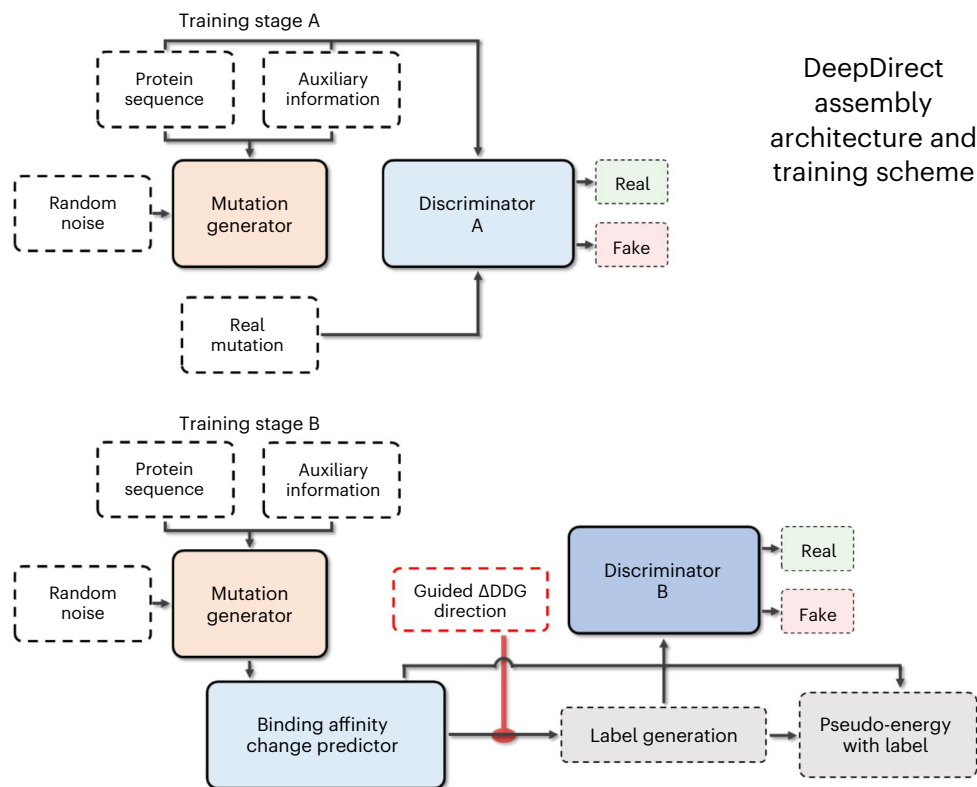 Training stage A
DeepDirect
assembly
architecture and
training scheme
Protein
sequence
Auxiliary
information
Random
noise
Mutation
generator
Discriminator
A
Real
Fake
Real
mutation
Training stage B
Protein
sequence
Auxiliary
information
Random
noise
Mutation
generator
Guided ΔDDG
direction
Discriminator
B
Real
Fake
Binding affinity
change predictor
Label generation
Pseudo-energy
with label